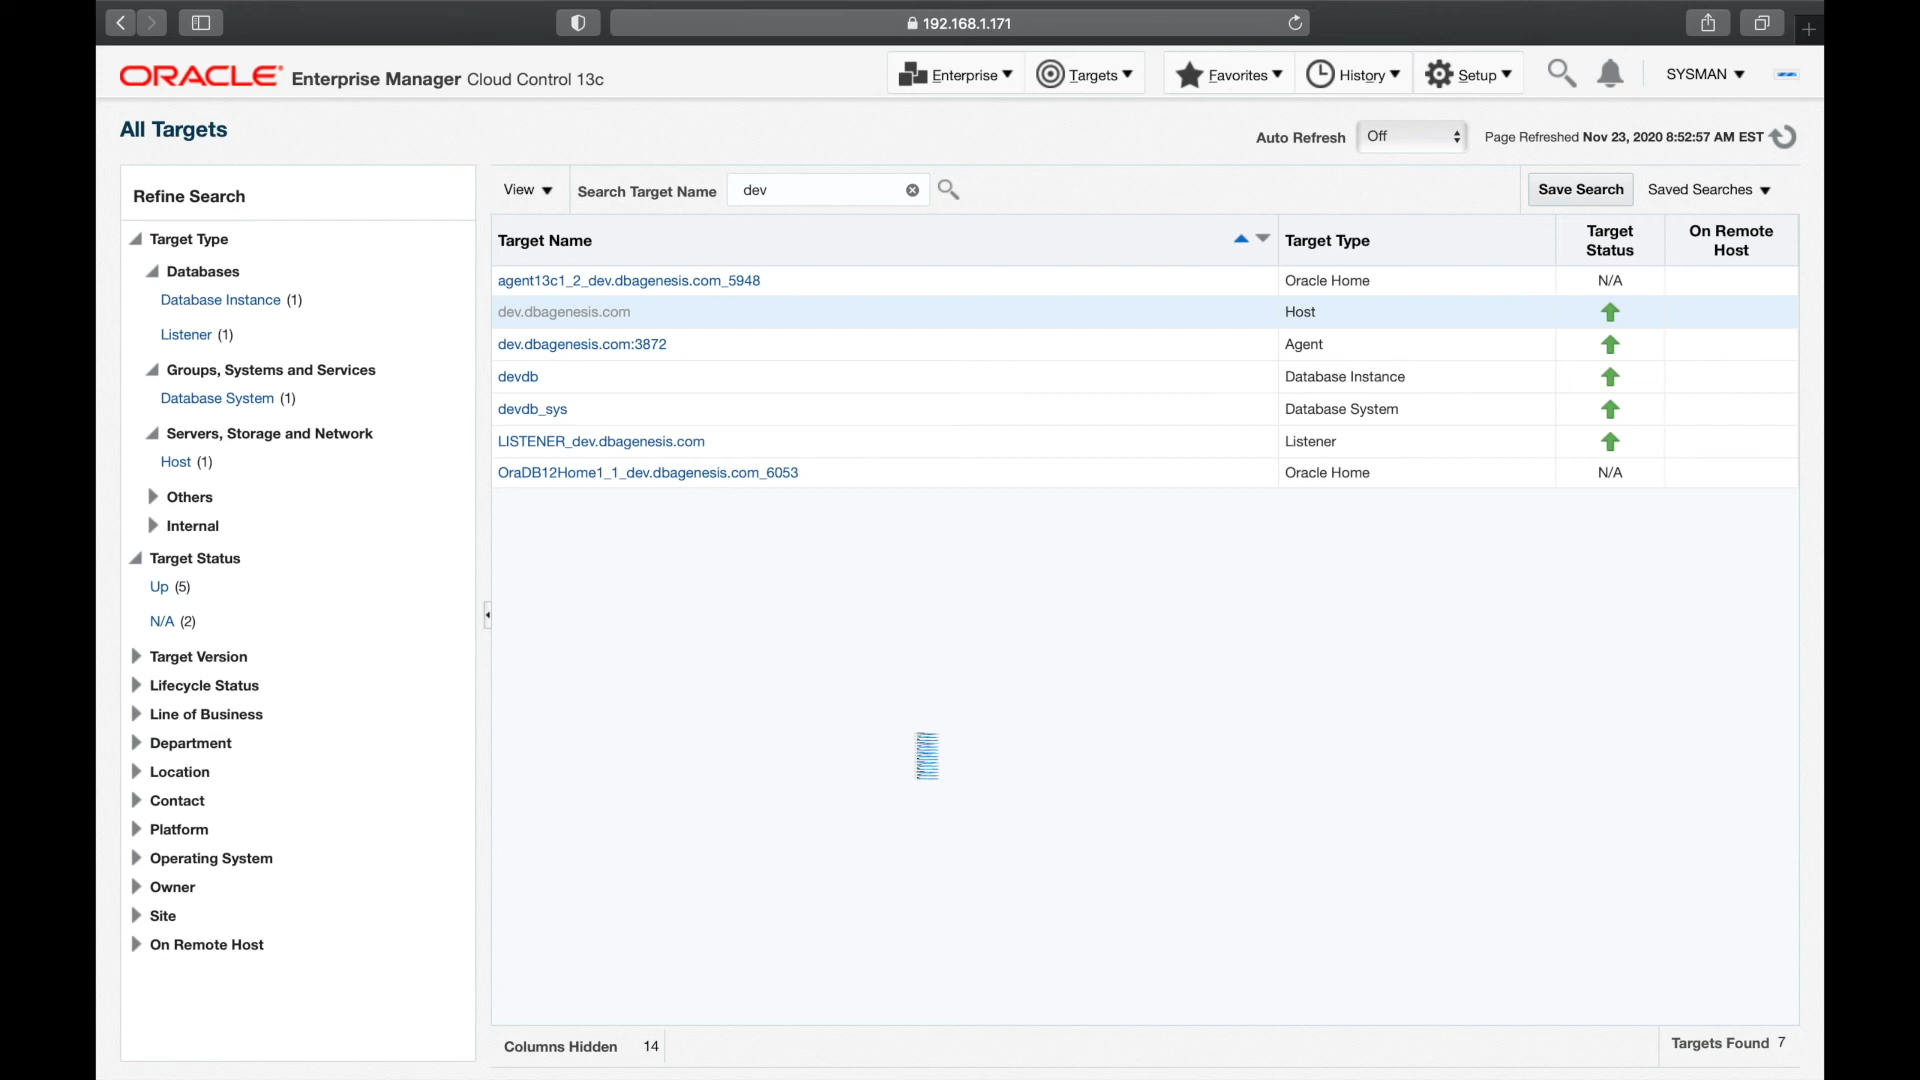 192.168.1.171
ORACLE Enterprise Manager Cloud Control 13c
Enterprise Targets Favorites History Setup SYSMAN
All Targets
Auto Refresh Off Page Refreshed Nov 23, 2020 8:52:57 AM EST
Refine Search
Target Type
Databases
Database Instance (1)
Listener (1)
Groups, Systems and Services
Database System (1)
Servers, Storage and Network
Host (1)
Others
Internal
Target Status
Up (5)
N/A (2)
Target Version
Lifecycle Status
Line of Business
Department
Location
Contact
Platform
Operating System
Owner
Site
On Remote Host
View Search Target Name dev Save Search Saved Searches
Target Name Target Type Target Status On Remote Host
agent13c1_2_dev.dbagenesis.com_5948 Oracle Home N/A
dev.dbagenesis.com Host
dev.dbagenesis.com:3872 Agent
devdb Database Instance
devdb_sys Database System
LISTENER_dev.dbagenesis.com Listener
OraDB12Home1_1_dev.dbagenesis.com_6053 Oracle Home N/A
Columns Hidden 14 Targets Found 7